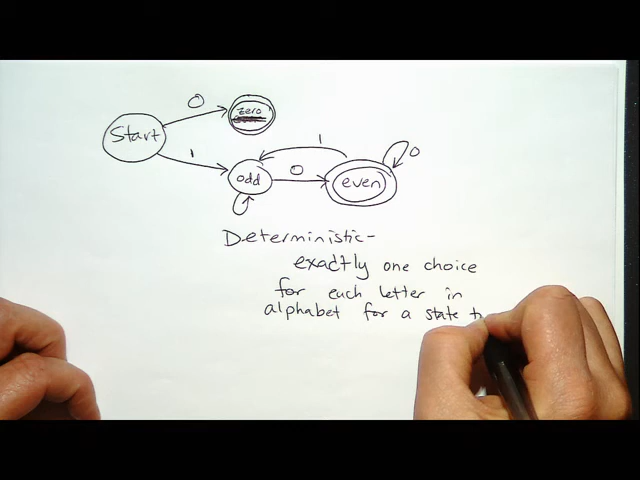 0
zero
Start
1
1
odd
0
even
0
Deterministic-
exactly one choice
for each letter in
alphabet for a state